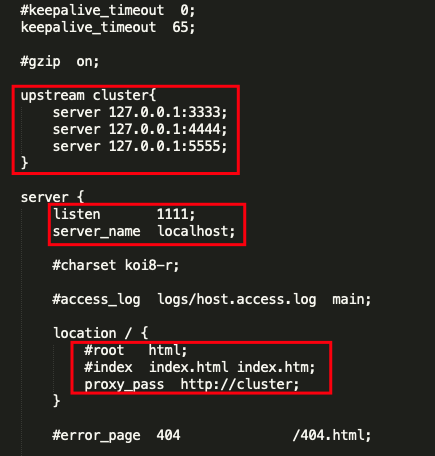 #keepalive_timeout  0;
keepalive_timeout  65;
#gzip  on;
upstream cluster{
server 127.0.0.1:3333;
server 127.0.0.1:4444;
server 127.0.0.1:5555;
}
server {
listen       1111;
server_name  localhost;
#charset koi8-r;
#access_log  logs/host.access.log  main;
location / {
#root   html;
#index  index.html index.htm;
proxy_pass  http://cluster;
}
#error_page  404              /404.html;